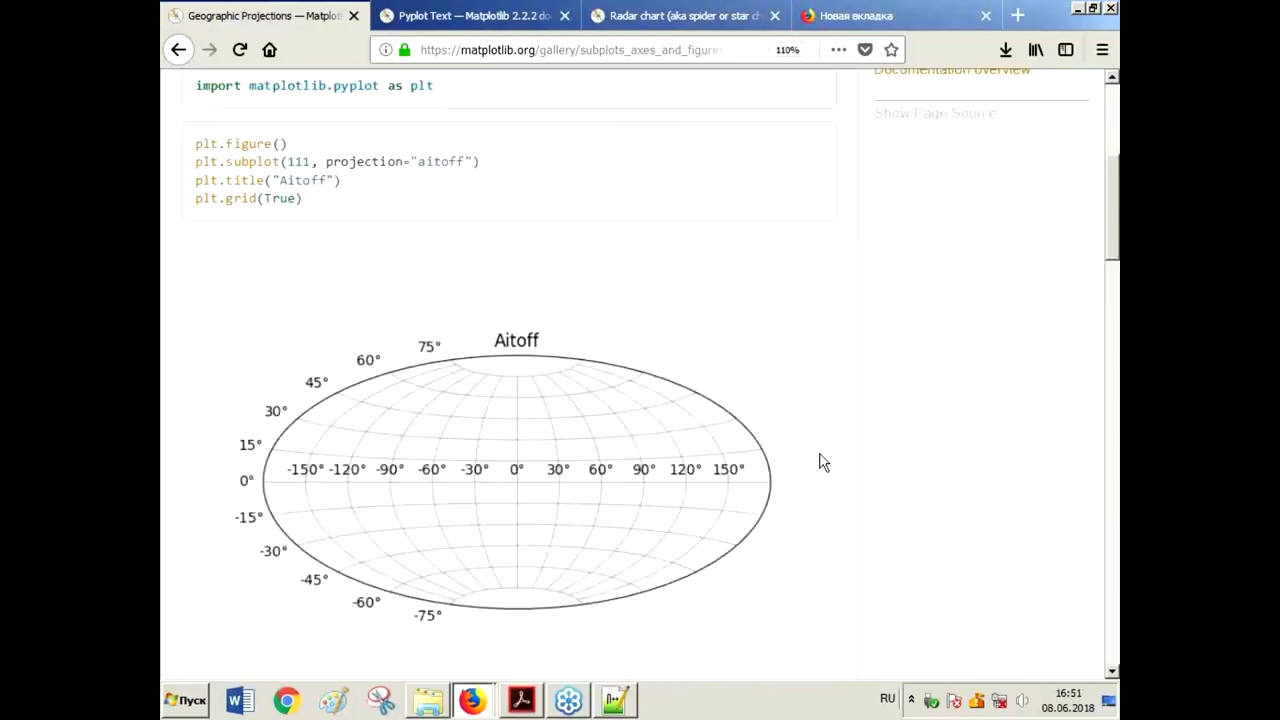 Geographic Projections — Matplotl
Pyplot Text — Matplotlib 2.2.2 do
Radar chart (aka spider or star ch
Новая вкладка
https://matplotlib.org/gallery/subplots_axes_and_figures
110%
import matplotlib.pyplot as plt
Documentation overview
Show Page Source
plt.figure()
plt.subplot(111, projection="aitoff")
plt.title("Aitoff")
plt.grid(True)
Aitoff
75°
60°
45°
30°
15°
-150° -120° -90° -60° -30° 0° 30° 60° 90° 120° 150°
0°
-15°
-30°
-45°
-60°
-75°
Пуск
RU
16:51
08.06.2018